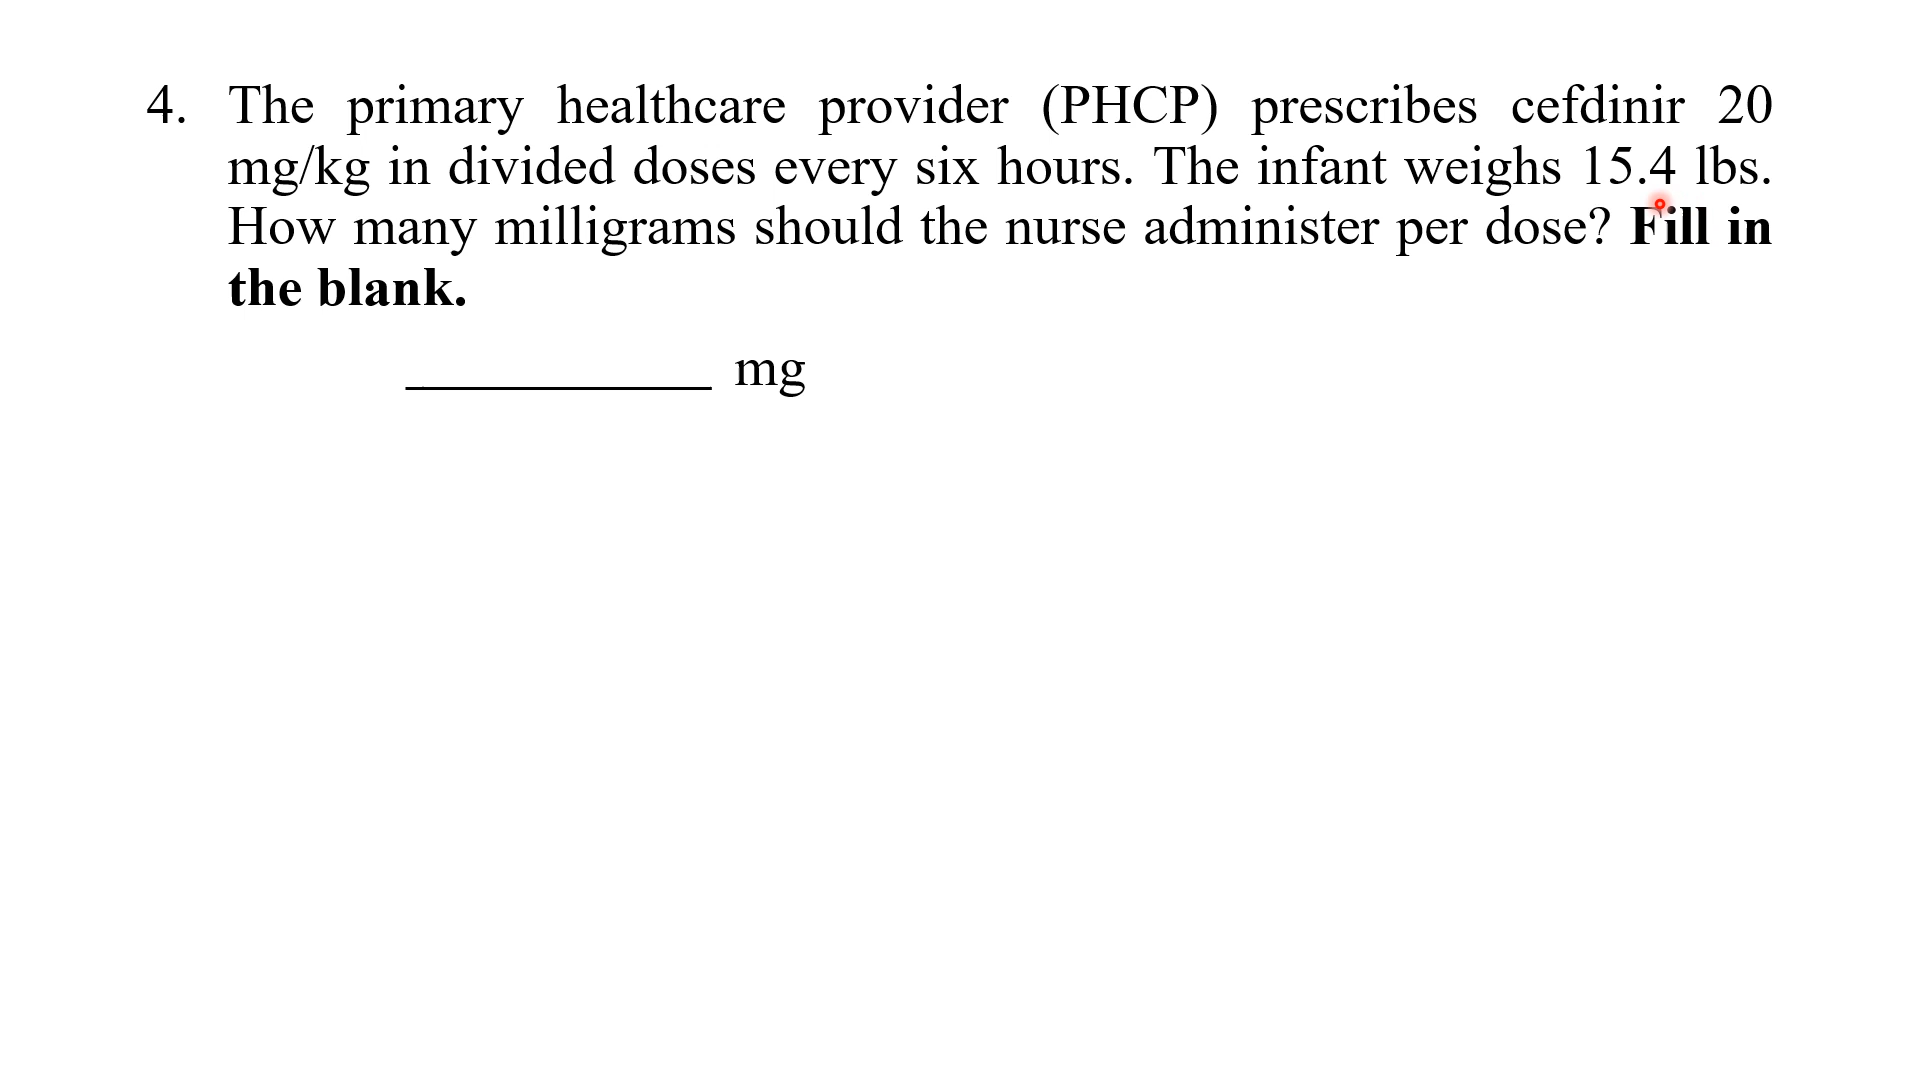 4. The primary healthcare provider (PHCP) prescribes cefdinir 20
mg/kg in divided doses every six hours. The infant weighs 15.4 lbs.
How many milligrams should the nurse administer per dose? Fill in
the blank.
___________ mg